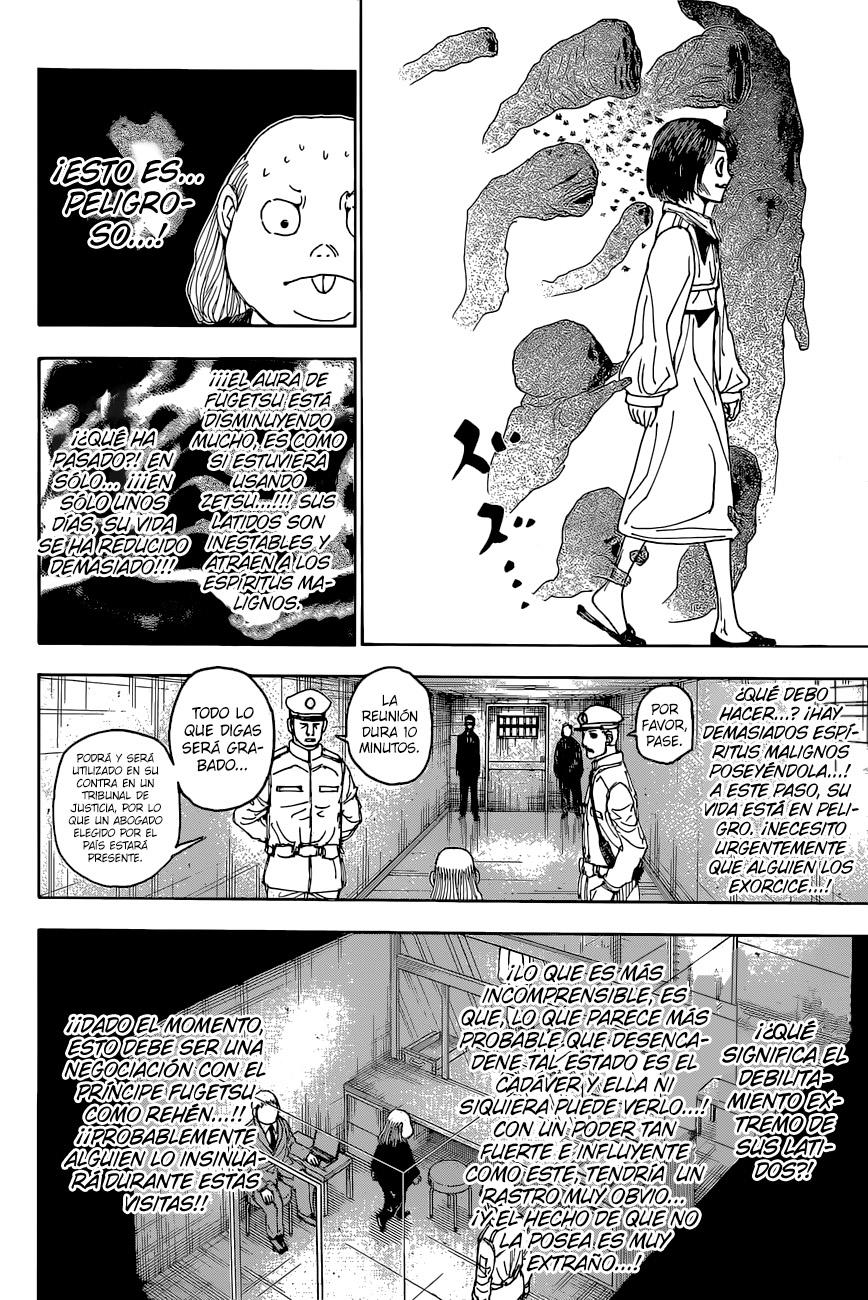 ズズ...
¡ESTO ES...
PELIGRO-
SO...!
¡¡¡EL AURA DE
FUGETSU ESTÁ
DISMINUYENDO
MUCHO, ES COMO
SI ESTUVIERA
USANDO
ZETSU...!!! SUS
LATIDOS SON
INESTABLES Y
ATRAEN A LOS
ESPÍRITUS MA-
LIGNOS.
¡¿QUÉ HA
PASADO?! EN
SÓLO... ¡¡¡EN
SÓLO UNOS
DÍAS, SU VIDA
SE HA REDUCIDO
DEMASIADO!!!
¿QUÉ DEBO
HACER...? ¡HAY
DEMASIADOS ESPÍ-
RITUS MALIGNOS
POSEYÉNDOLA...!
A ESTE PASO, SU
VIDA ESTÁ EN PELI-
GRO. ¡NECESITO
URGENTEMENTE
QUE ALGUIEN LOS
EXORCICE...!
POR
FAVOR,
PASE.
LA
REUNIÓN
DURA 10
MINUTOS.
TODO LO
QUE DIGAS
SERÁ GRA-
BADO...
PODRÁ Y SERÁ
UTILIZADO EN SU
CONTRA EN UN
TRIBUNAL DE
JUSTICIA, POR LO
QUE UN ABOGADO
ELEGIDO POR EL
PAÍS ESTARÁ
PRESENTE.
¡¿QUÉ
SIGNIFICA EL
DEBILITA-
MIENTO EX-
TREMO DE
SUS LATI-
DOS?!
¡LO QUE ES MÁS
INCOMPRENSIBLE, ES
QUE, LO QUE PARECE MÁS
PROBABLE QUE DESENCA-
DENE TAL ESTADO ES EL
CADÁVER Y ELLA NI
SIQUIERA PUEDE VERLO...!
CON UN PODER TAN
FUERTE E INFLUYENTE
COMO ESTE, TENDRÍA UN
RASTRO MUY OBVIO...
¡Y EL HECHO DE QUE NO
LA POSEA ES MUY
EXTRAÑO...!
¡¡DADO EL MOMENTO,
ESTO DEBE SER UNA
NEGOCIACIÓN CON EL
PRÍNCIPE FUGETSU
COMO REHÉN...!!
¡¡PROBABLEMENTE
ALGUIEN LO INSINUA-
RÁ DURANTE ESTAS
VISITAS!!